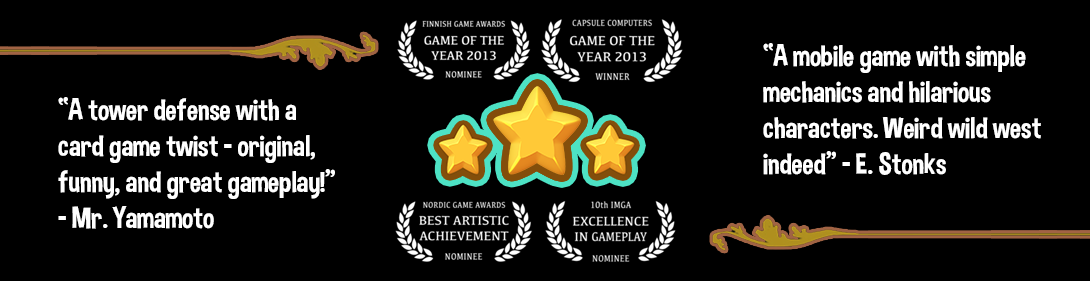 “A tower defense with a
card game twist - original,
funny, and great gameplay!”
- Mr. Yamamoto
FINNISH GAME AWARDS
GAME OF THE
YEAR 2013
NOMINEE
CAPSULE COMPUTERS
GAME OF THE
YEAR 2013
WINNER
NORDIC GAME AWARDS
BEST ARTISTIC
ACHIEVEMENT
NOMINEE
10th IMGA
EXCELLENCE
IN GAMEPLAY
NOMINEE
“A mobile game with simple
mechanics and hilarious
characters. Weird wild west
indeed” - E. Stonks